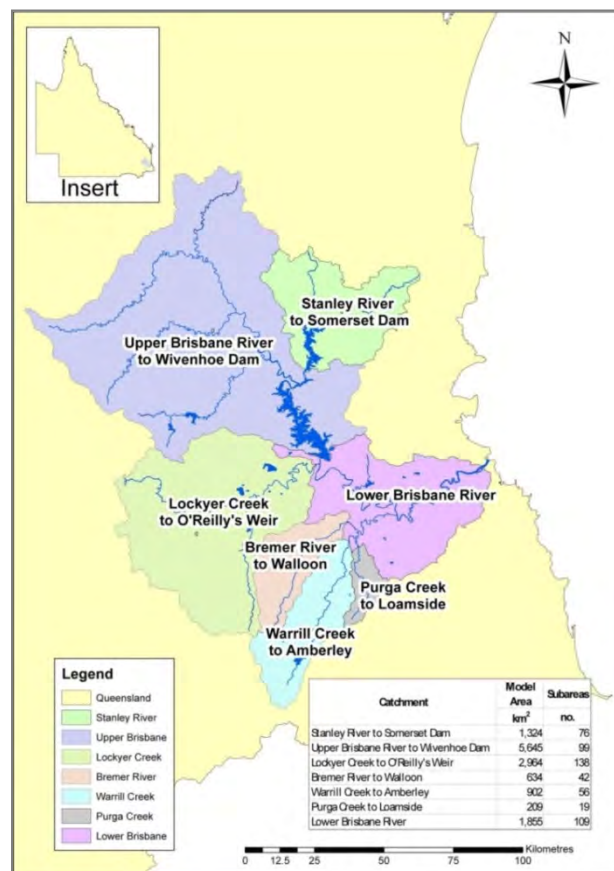 Insert
N
Stanley River
to Somerset Dam
Upper Brisbane River
to Wivenhoe Dam
Lockyer Creek
to O'Reilly's Weir
Lower Brisbane River
Bremer River
to Walloon
Purga Creek
to Loamside
Warrill Creek
to Amberley
Legend
Queensland
Stanley River
Upper Brisbane
Lockyer Creek
Bremer River
Warrill Creek
Purga Creek
Lower Brisbane
Catchment Model Area km² Subareas no.
Stanley River to Somerset Dam 1,324 76
Upper Brisbane River to Wivenhoe Dam 5,645 99
Lockyer Creek to O'Reilly's Weir 2,964 138
Bremer River to Walloon 634 42
Warrill Creek to Amberley 902 56
Purga Creek to Loamside 209 19
Lower Brisbane River 1,855 109
Kilometres
0 12.5 25 50 75 100